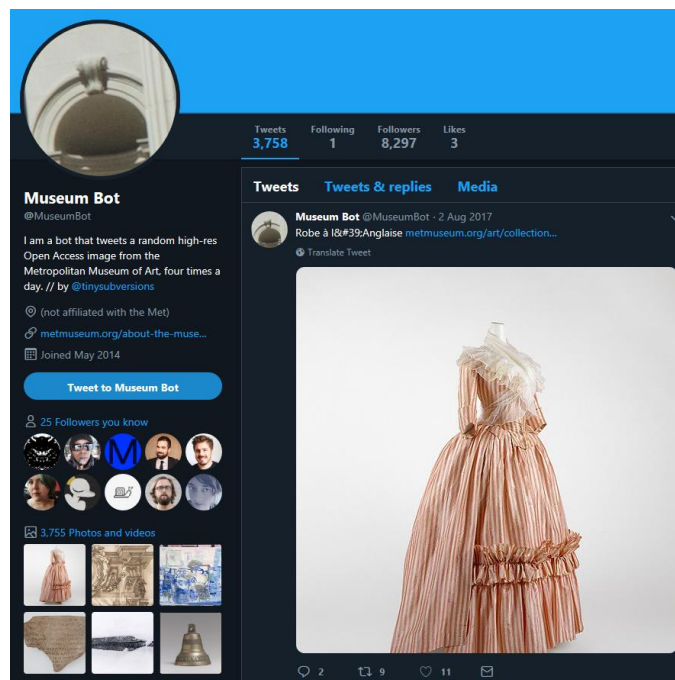 Tweets Following Followers Likes
3,758 1 8,297 3
Museum Bot
@MuseumBot
I am a bot that tweets a random high-res
Open Access image from the
Metropolitan Museum of Art, four times a
day. // by @tinysubversions
(not affiliated with the Met)
metmuseum.org/about-the-muse...
Joined May 2014
Tweet to Museum Bot
25 Followers you know
M
3,755 Photos and videos
Tweets Tweets & replies Media
Museum Bot @MuseumBot · 2 Aug 2017
Robe à l&#39;Anglaise metmuseum.org/art/collection...
Translate Tweet
2 9 11